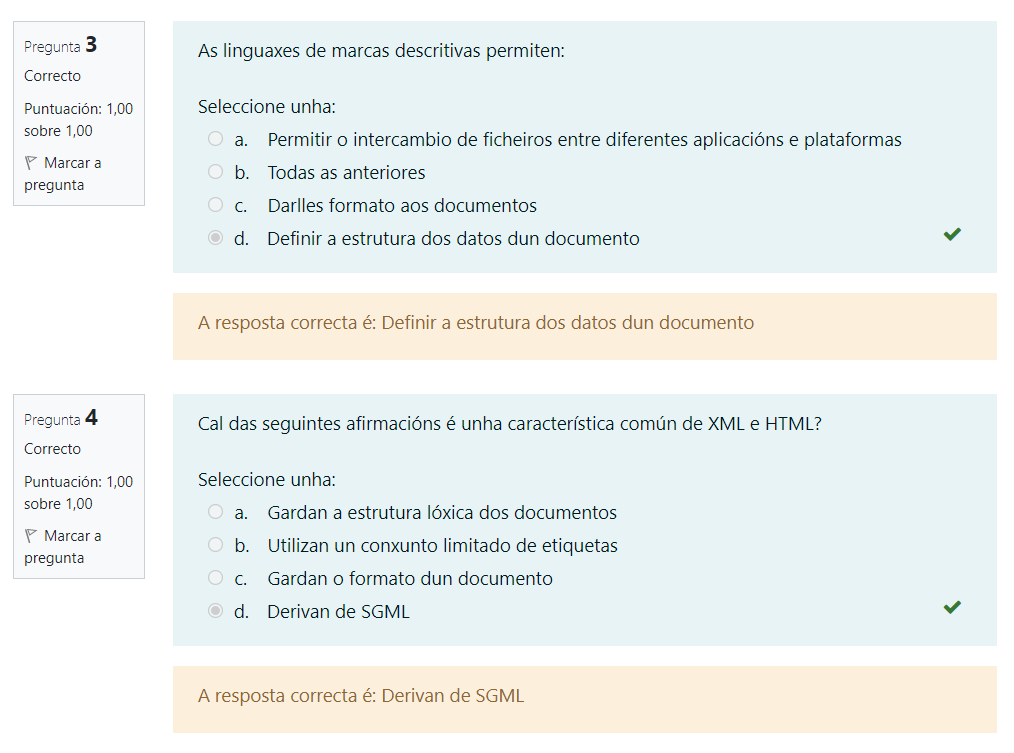 Pregunta 3
Correcto
Puntuación: 1,00
sobre 1,00
Marcar a
pregunta
As linguaxes de marcas descritivas permiten:
Seleccione unha:
a. Permitir o intercambio de ficheiros entre diferentes aplicacións e plataformas
b. Todas as anteriores
c. Darlles formato aos documentos
d. Definir a estrutura dos datos dun documento
A resposta correcta é: Definir a estrutura dos datos dun documento
Pregunta 4
Correcto
Puntuación: 1,00
sobre 1,00
Marcar a
pregunta
Cal das seguintes afirmacións é unha característica común de XML e HTML?
Seleccione unha:
a. Gardan a estrutura lóxica dos documentos
b. Utilizan un conxunto limitado de etiquetas
c. Gardan o formato dun documento
d. Derivan de SGML
A resposta correcta é: Derivan de SGML